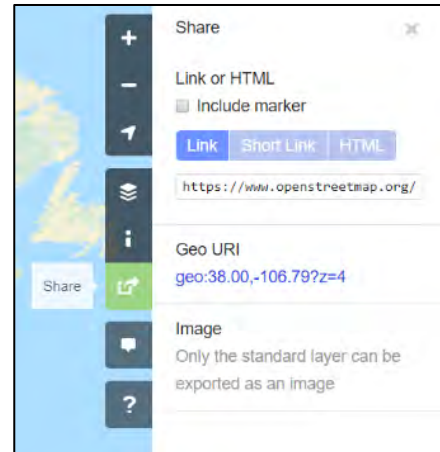 Share
Link or HTML
Include marker
Link Short Link HTML
https://www.openstreetmap.org/
Geo URI
geo:38.00,-106.79?z=4
Share
Image
Only the standard layer can be
exported as an image
?